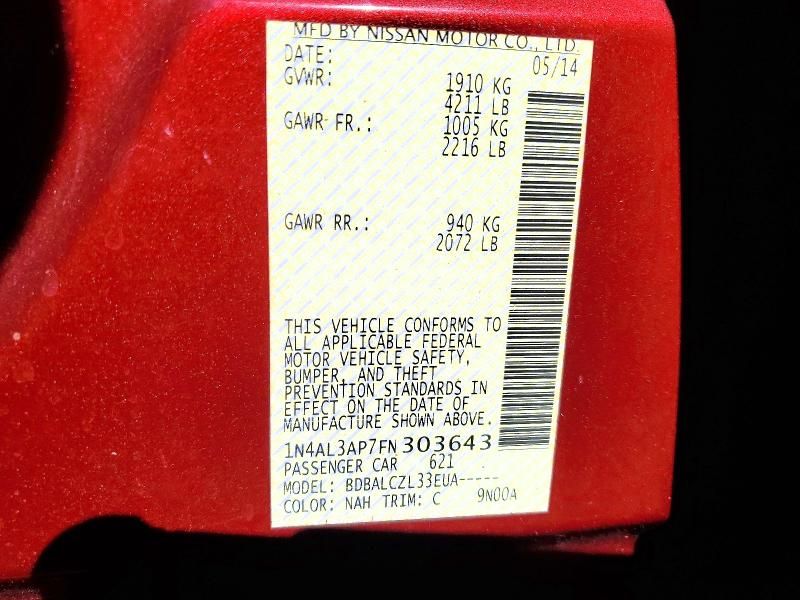 MFD BY NISSAN MOTOR CO., LTD.
DATE: 05/14
GVWR: 1910 KG
4211 LB
GAWR FR.: 1005 KG
2216 LB
GAWR RR.: 940 KG
2072 LB
THIS VEHICLE CONFORMS TO
ALL APPLICABLE FEDERAL
MOTOR VEHICLE SAFETY,
BUMPER, AND THEFT
PREVENTION STANDARDS IN
EFFECT ON THE DATE OF
MANUFACTURE SHOWN ABOVE.
1N4AL3AP7FN303643
PASSENGER CAR 621
MODEL: BDBALCZL33EUA-----
COLOR: NAH TRIM: C 9N00A